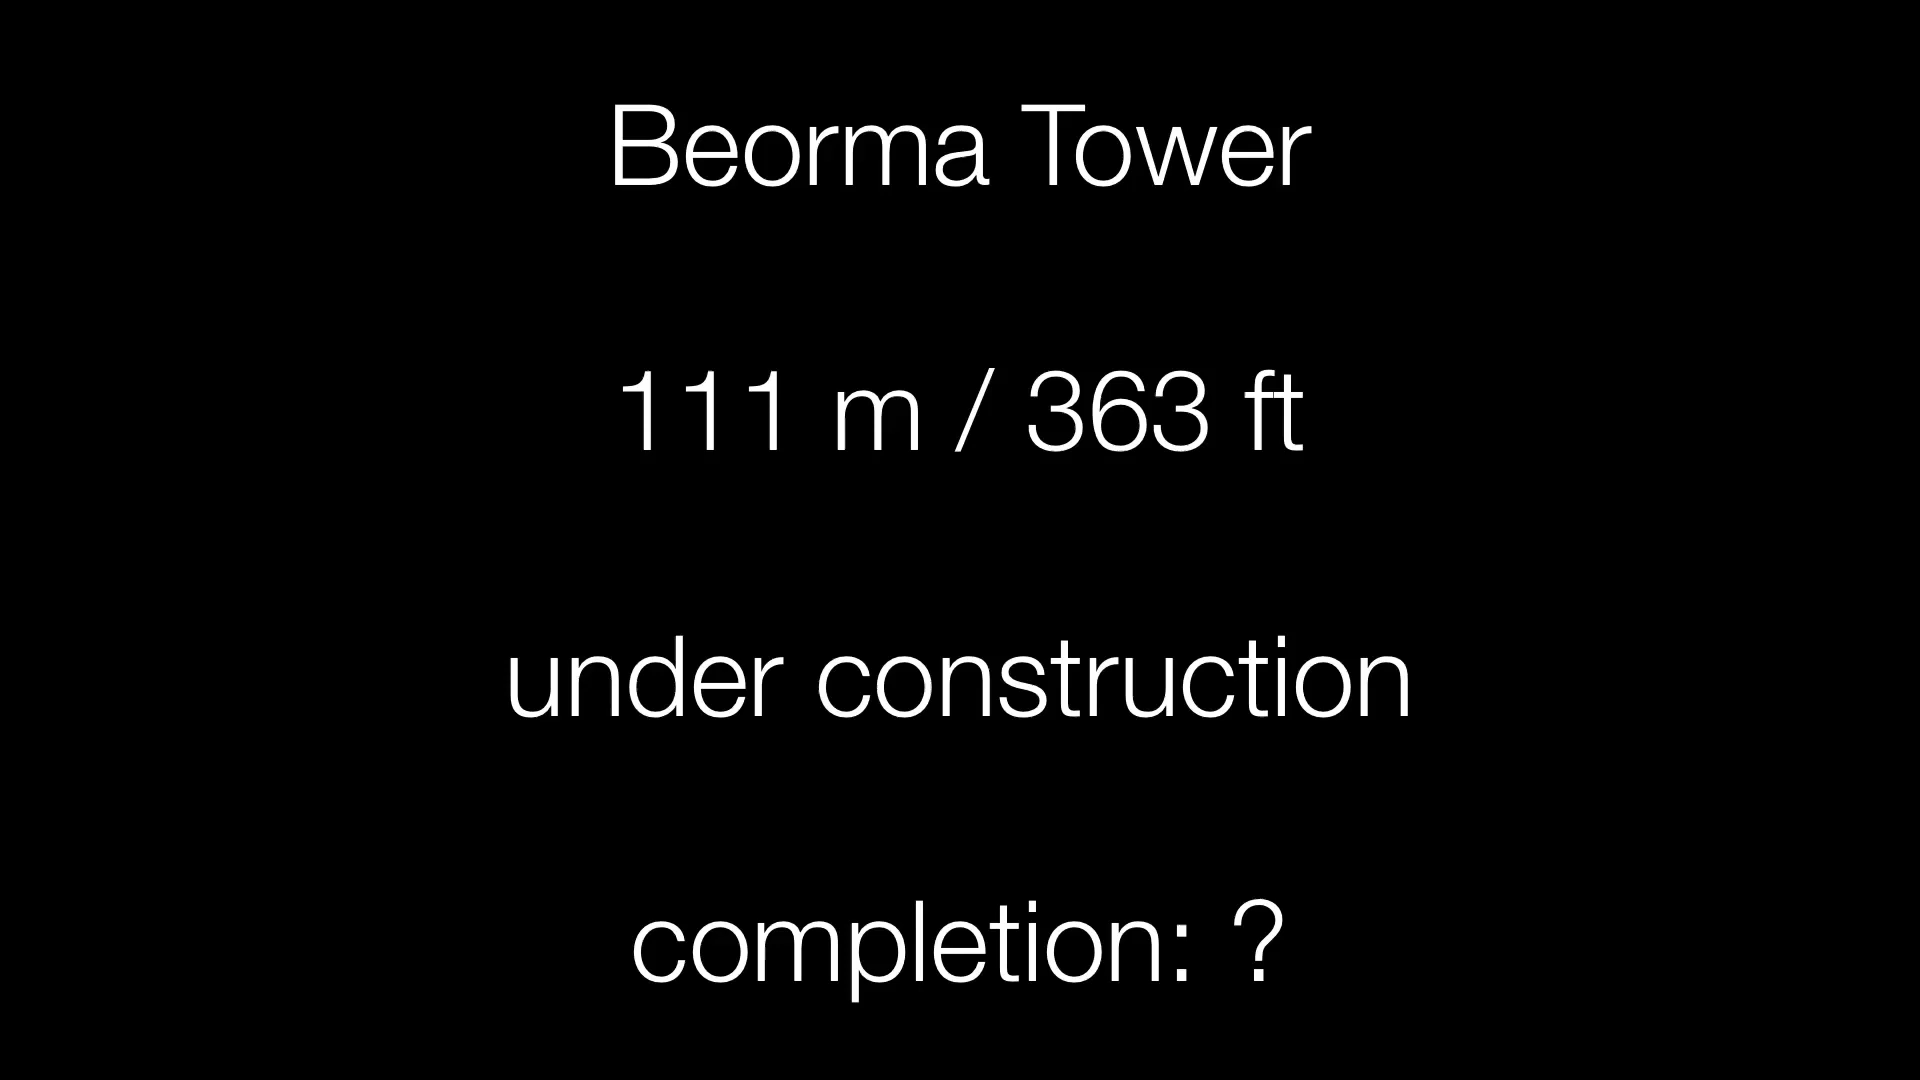 Beorma Tower
111 m / 363 ft
under construction
completion: ?